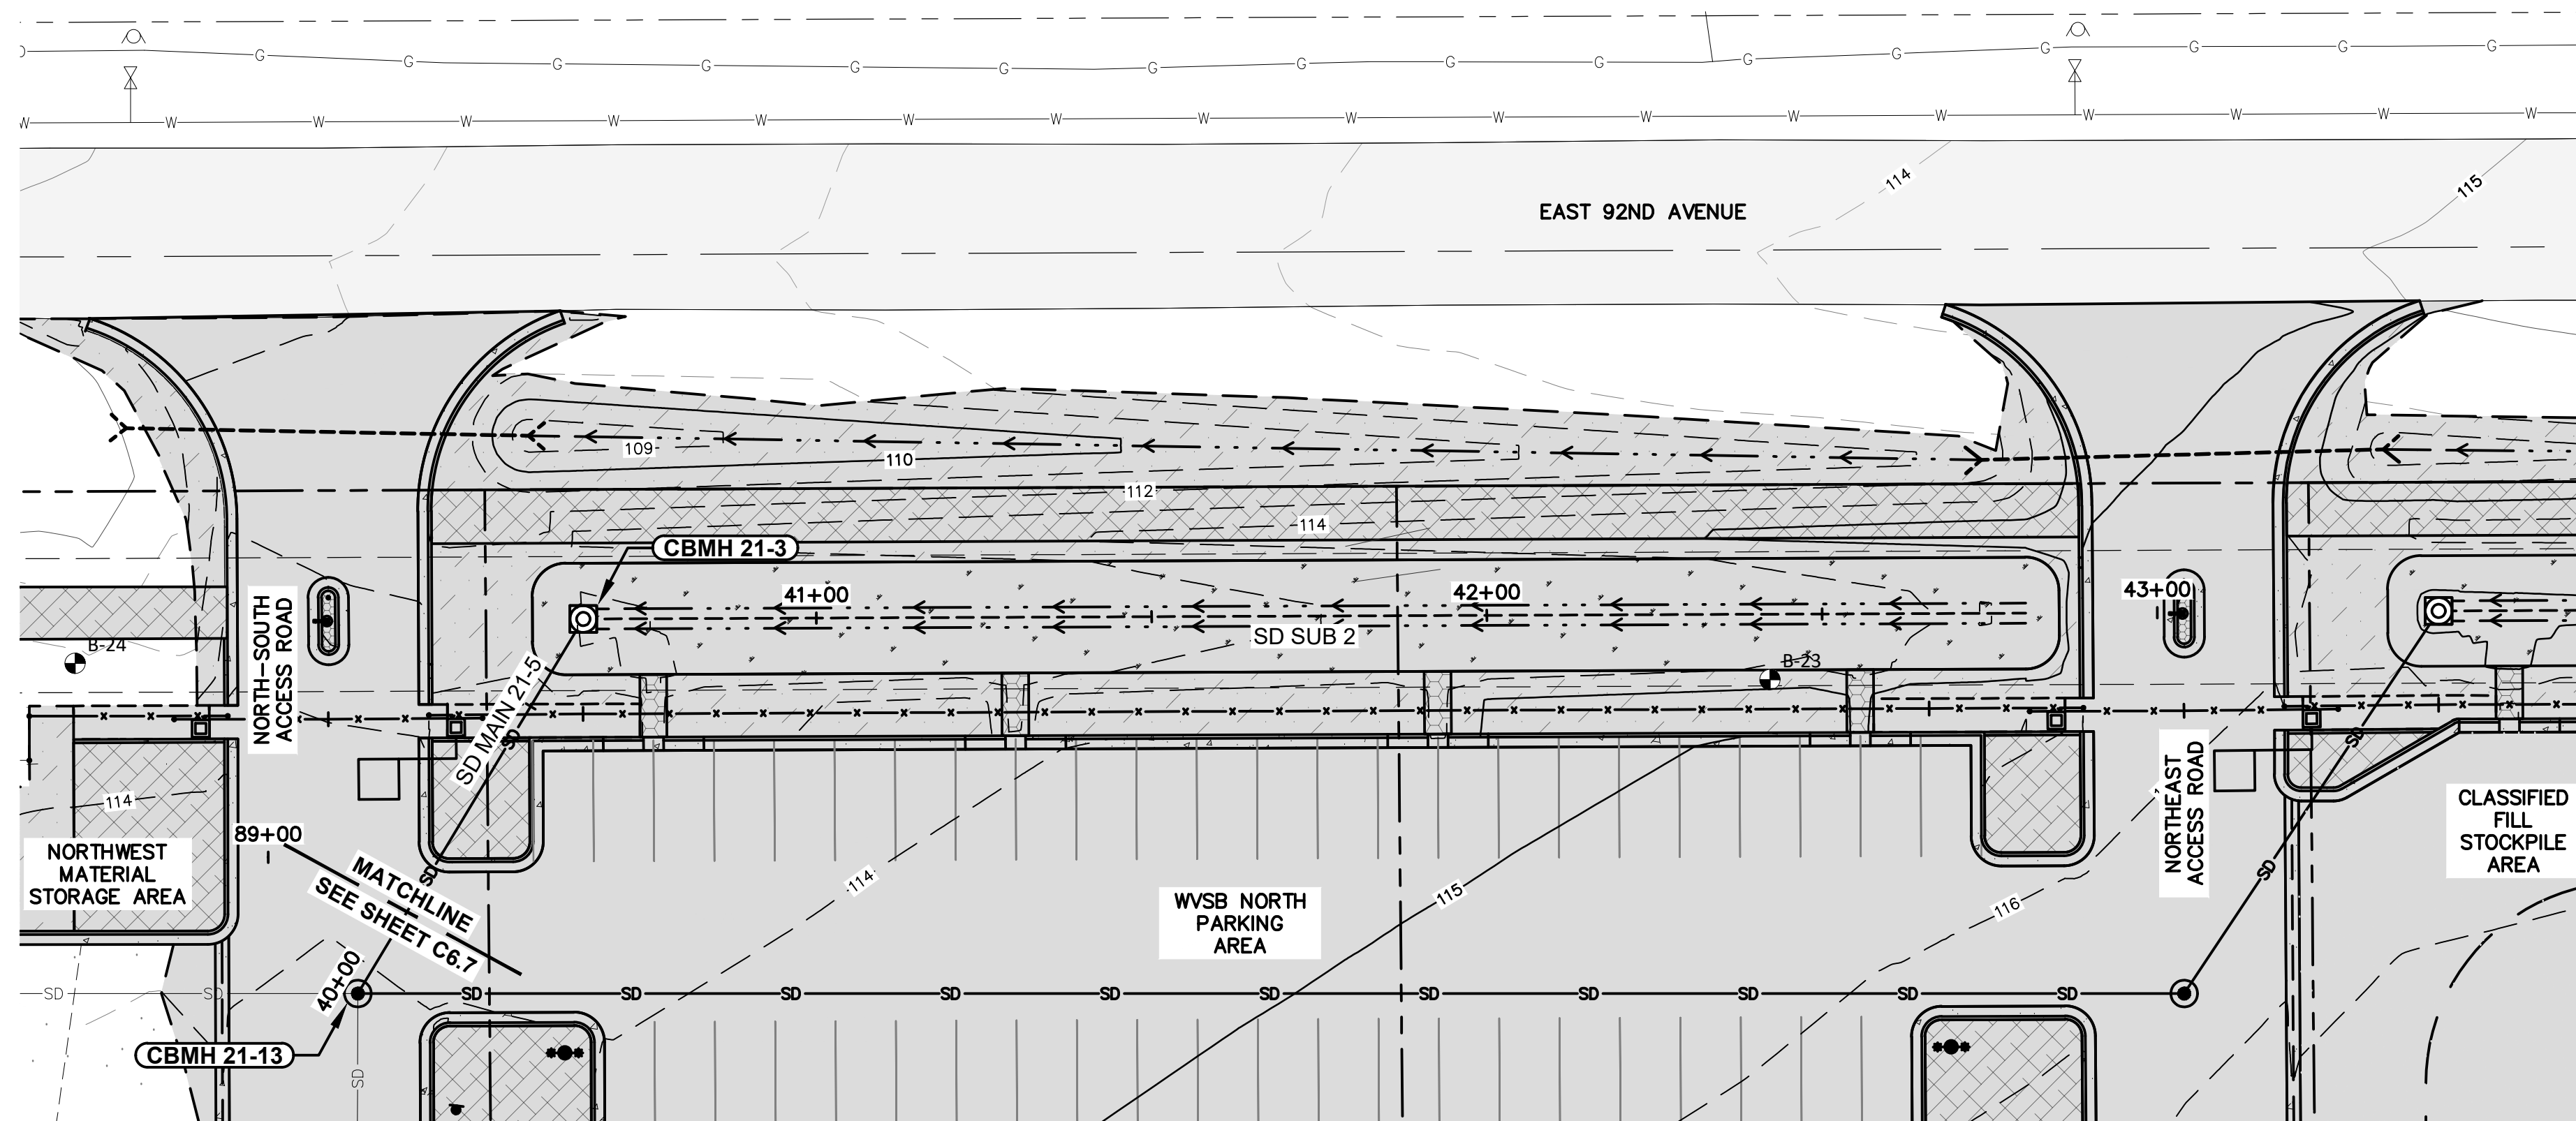 G G G G G G G G G G G G G G G G
W W W W W W W W W W W W W W W W W W
114
115
EAST 92ND AVENUE
109
110
112
114
CBMH 21-3
41+00
42+00
43+00
SD SUB 2
B-24
B-23
NORTH-SOUTH
ACCESS ROAD
SD MAIN 21-5
SD
SD
SD
SD
114
89+00
NORTHWEST
MATERIAL
STORAGE AREA
MATCHLINE
SEE SHEET C6.7
114
115
116
WVSB NORTH
PARKING
AREA
NORTHEAST
ACCESS ROAD
CLASSIFIED
FILL
STOCKPILE
AREA
40+00
SD SD SD SD SD SD SD SD SD SD SD SD SD
CBMH 21-13
SD